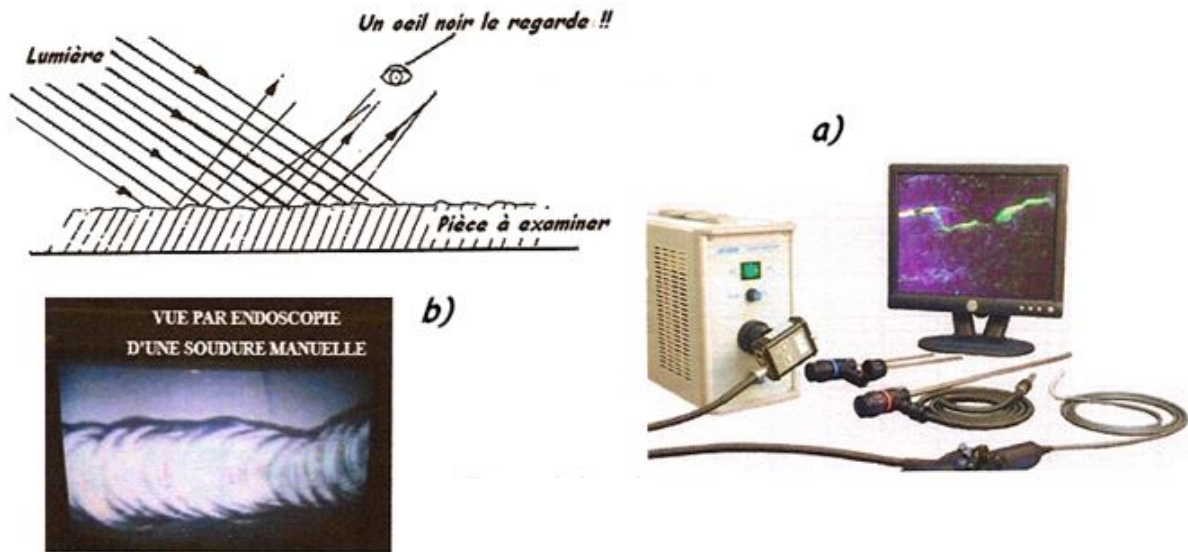 Un oeil noir le regarde !!
Lumière
a)
Pièce à examiner
b)
VUE PAR ENDOSCOPIE
D'UNE SOUDURE MANUELLE